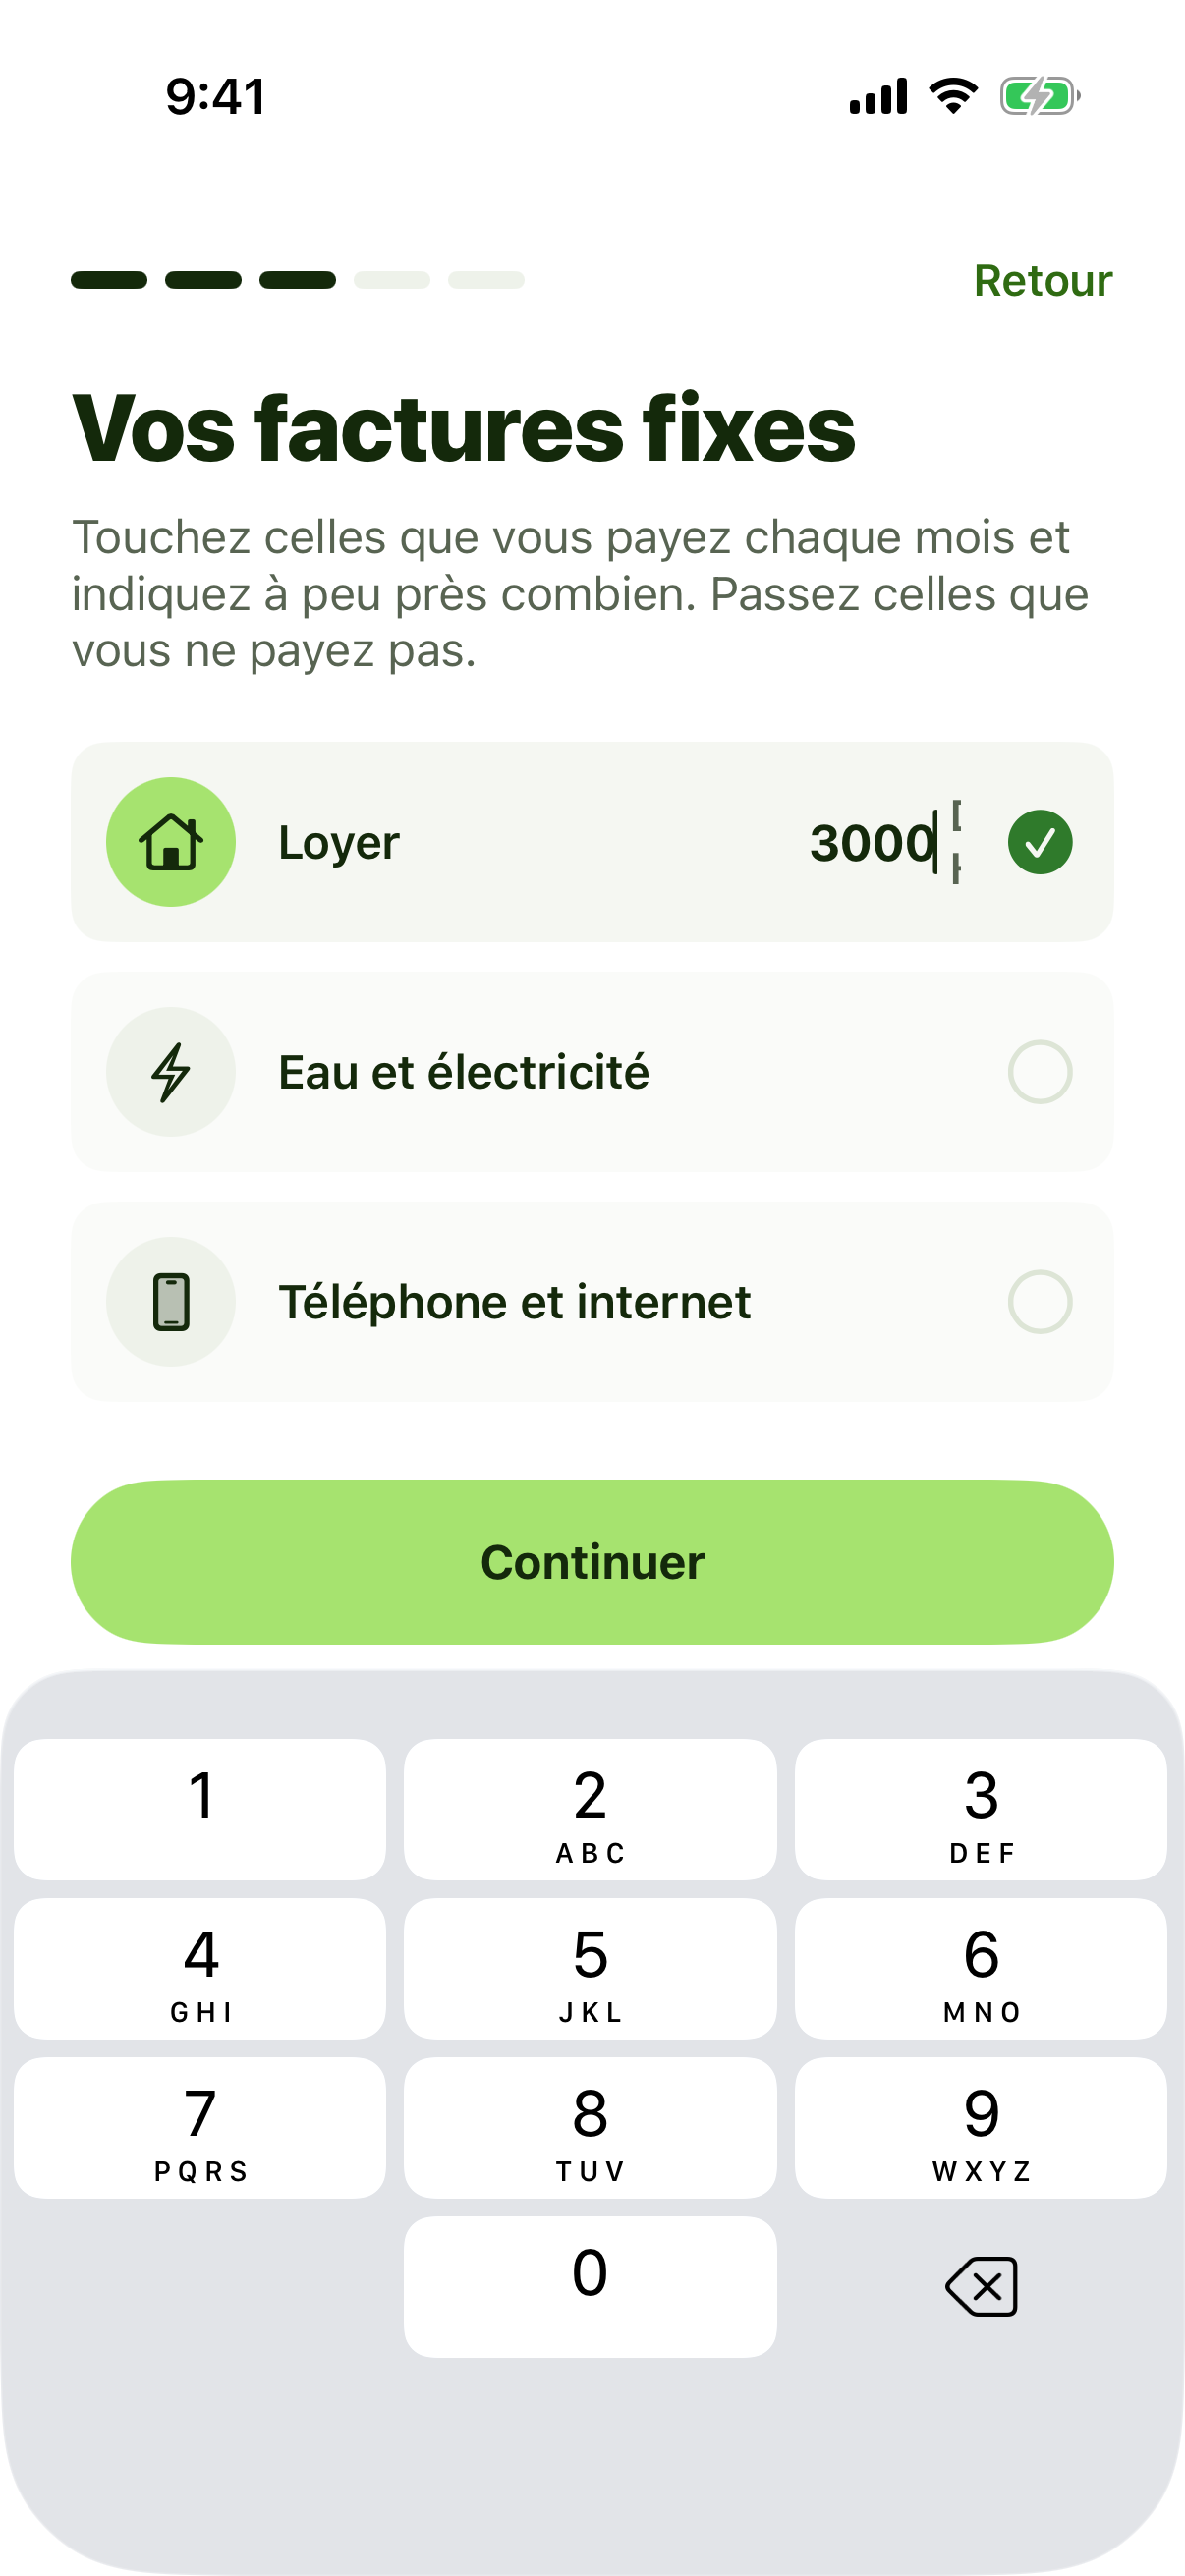 9:41
Retour
Vos factures fixes
Touchez celles que vous payez chaque mois et
indiquez à peu près combien. Passez celles que
vous ne payez pas.
Loyer
3000
Eau et électricité
Téléphone et internet
Continuer
1
2
ABC
3
DEF
4
GHI
5
JKL
6
MNO
7
PQRS
8
TUV
9
WXYZ
0